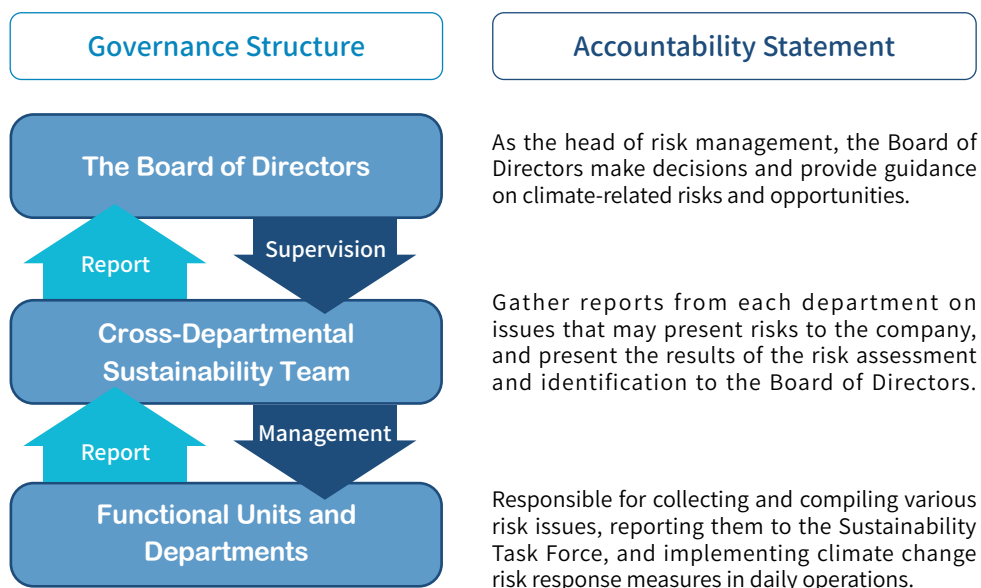 Governance Structure
Accountability Statement
The Board of Directors
As the head of risk management, the Board of
Directors make decisions and provide guidance
on climate-related risks and opportunities.
Report
Supervision
Cross-Departmental
Sustainability Team
Gather reports from each department on
issues that may present risks to the company,
and present the results of the risk assessment
and identification to the Board of Directors.
Report
Management
Functional Units and
Departments
Responsible for collecting and compiling various
risk issues, reporting them to the Sustainability
Task Force, and implementing climate change
risk response measures in daily operations.